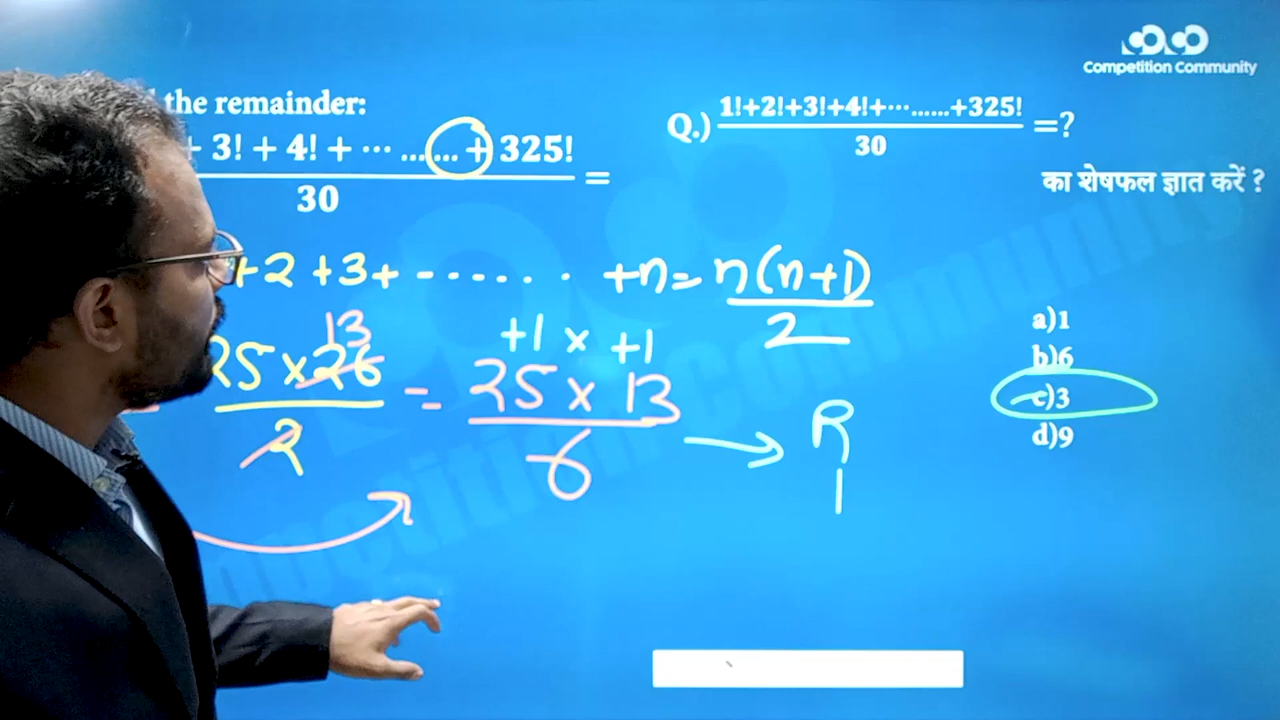 Competition Community
the remainder:
+ 3! + 4! + ⋯ ....... + 325!
30
=
Q.) 1!+2!+3!+4!+⋯......+325!
30
=?
का शेषफल ज्ञात करें ?
+2 +3+ - - - - - - . . +n = n(n+1)
2
13
25 × 26
2
=
+1 × +1
25 × 13
6
→ R
1
a)1
b)6
c)3
d)9